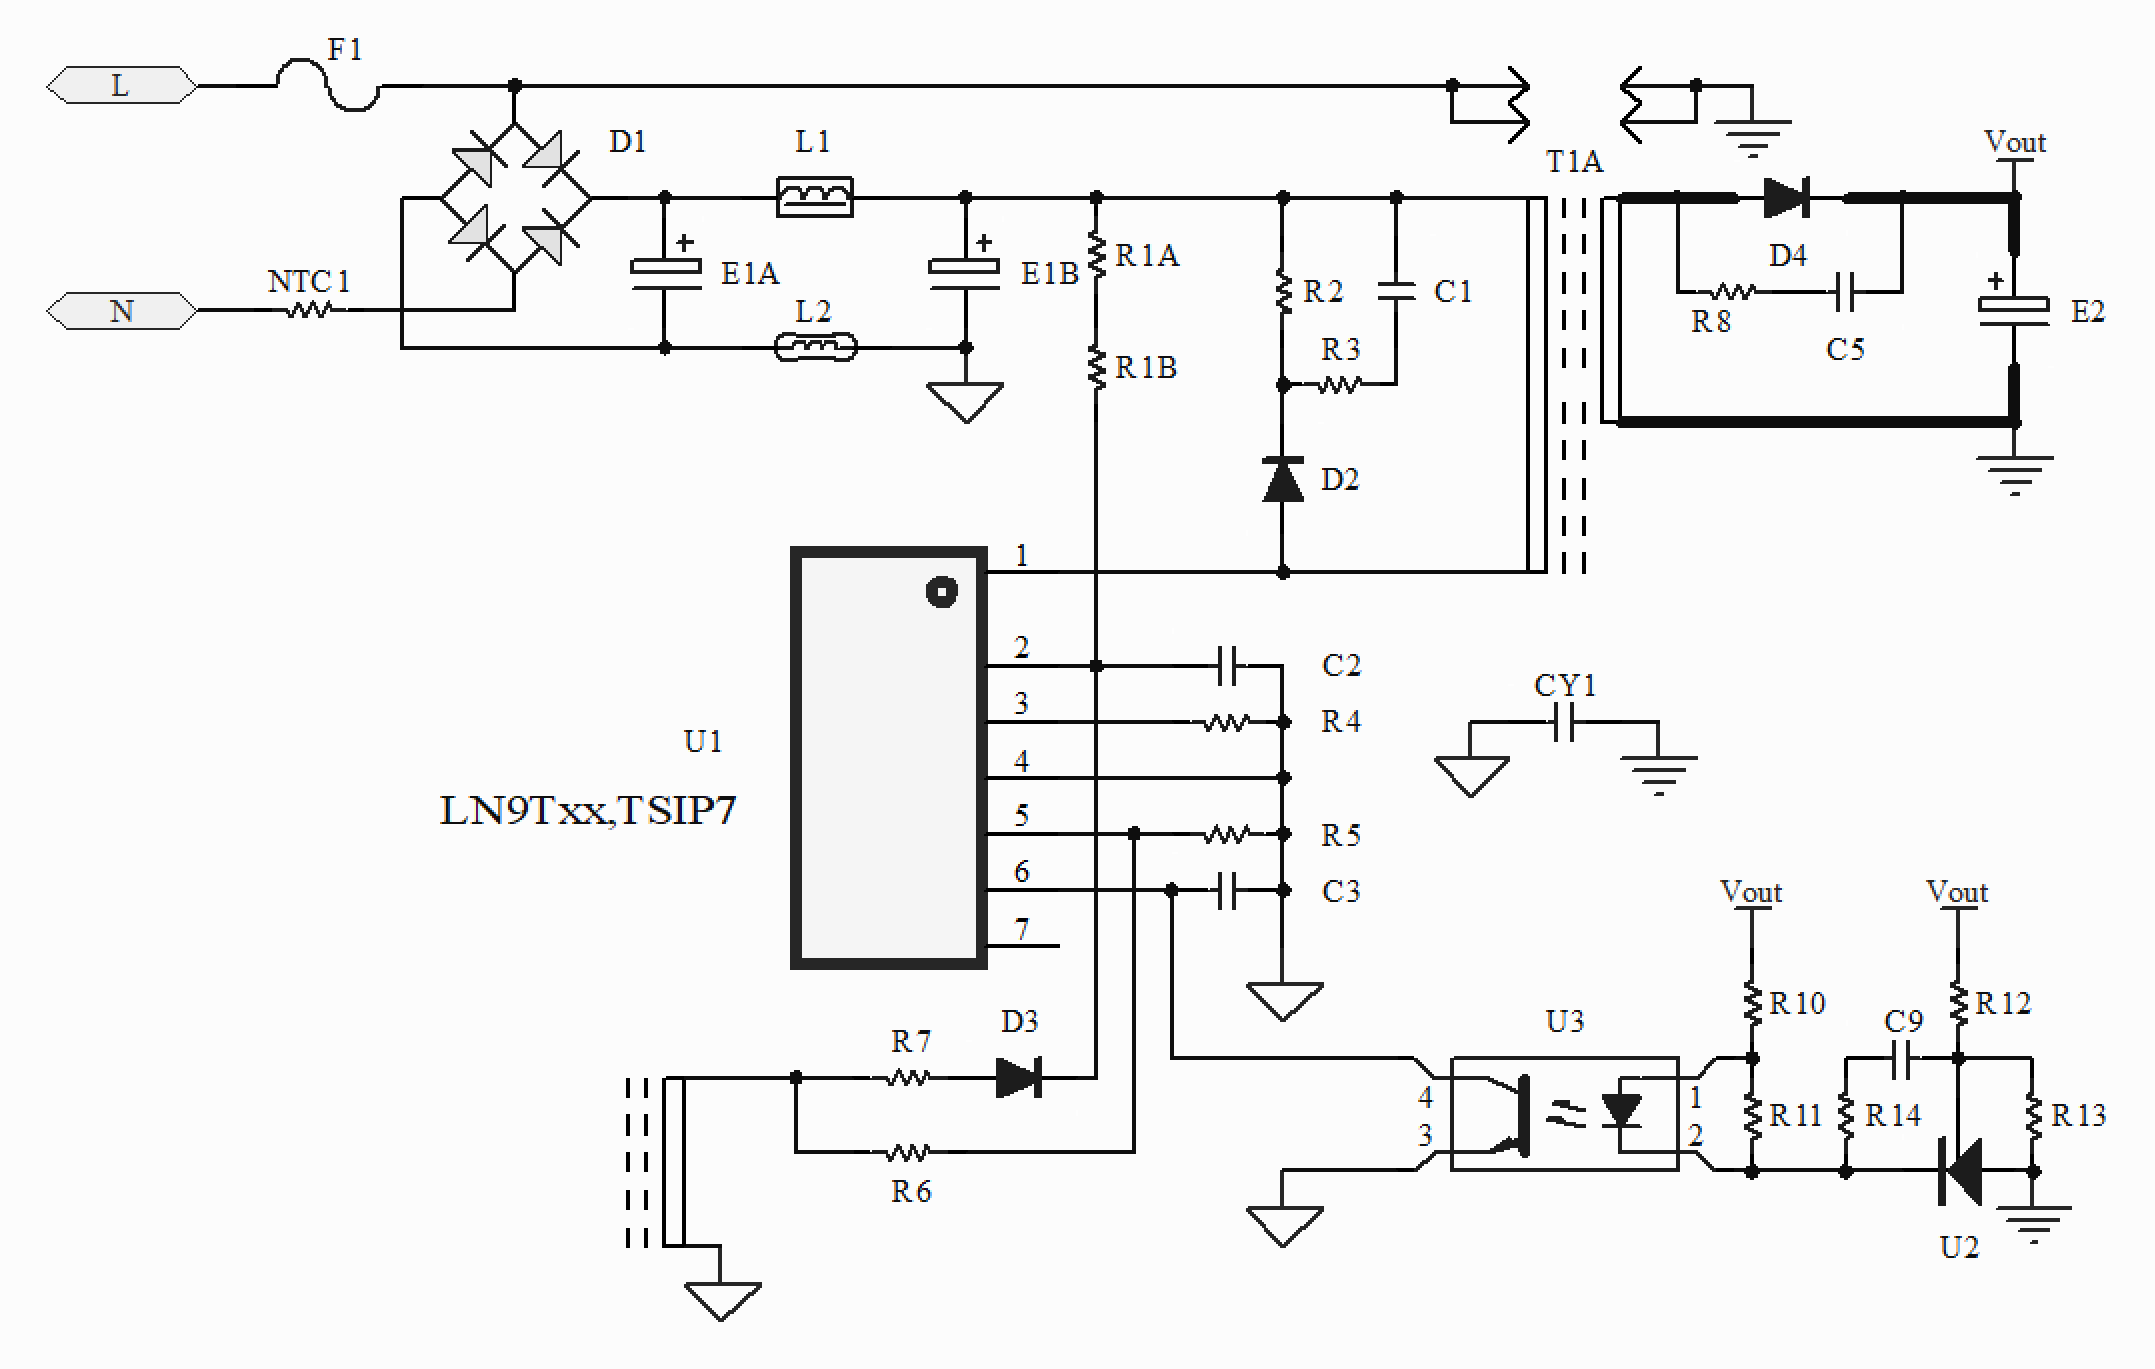 F1
L
D1
L1
T1A
Vout
NTC1
N
+
E1A
+
E1B
L2
R1A
R1B
R2
C1
R3
D2
D4
R8
C5
+
E2
1
2
3
4
5
6
7
U1
LN9Txx,TSIP7
C2
R4
R5
C3
CY1
Vout
Vout
R7
D3
R6
U3
4
3
1
2
R10
R11
C9
R12
R14
R13
U2